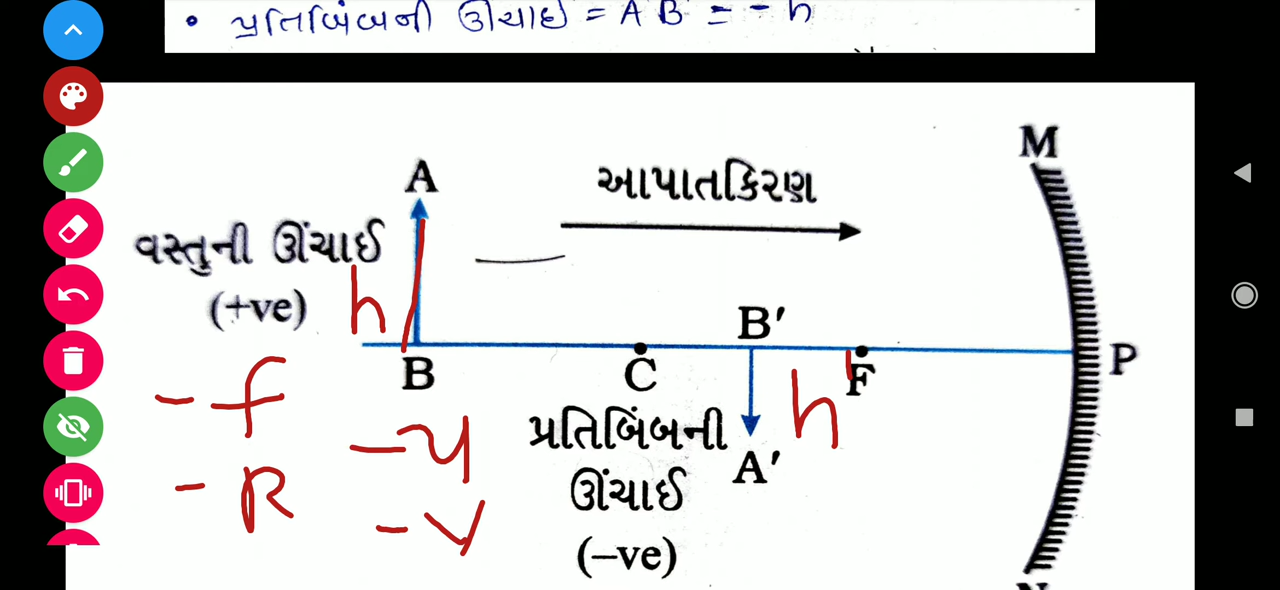 • પ્રતિબિંબની ઊંચાઇ = A B = - h
M
A
આપાતકિરણ
વસ્તુની ઊંચાઈ
(+ve) h
B′
B C F P
h'
- f
પ્રતિબિંબની
- u
A′
ઊંચાઈ
- R
- v
(–ve)